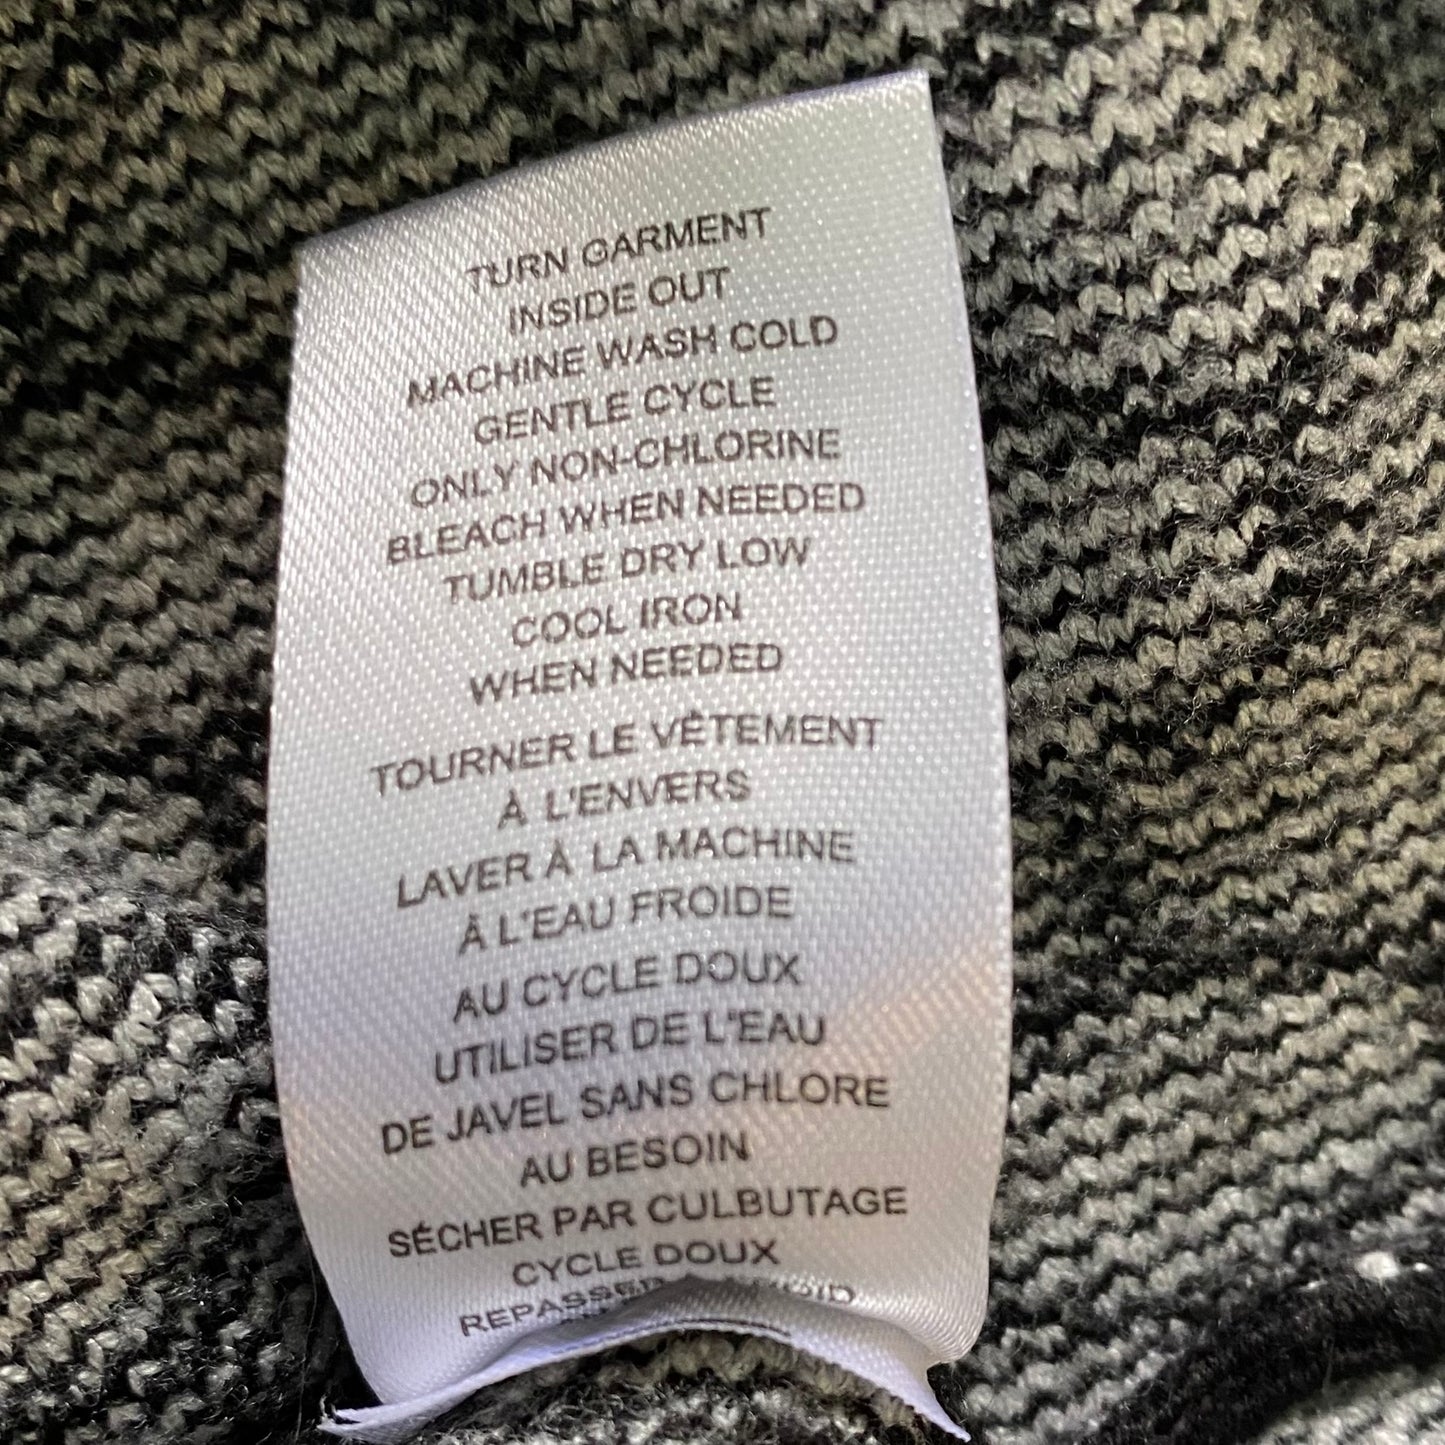 TURN GARMENT
INSIDE OUT
MACHINE WASH COLD
GENTLE CYCLE
ONLY NON-CHLORINE
BLEACH WHEN NEEDED
TUMBLE DRY LOW
COOL IRON
WHEN NEEDED
TOURNER LE VÊTEMENT
À L'ENVERS
LAVER À LA MACHINE
À L'EAU FROIDE
AU CYCLE DOUX
UTILISER DE L'EAU
DE JAVEL SANS CHLORE
AU BESOIN
SÉCHER PAR CULBUTAGE
CYCLE DOUX
REPASSER